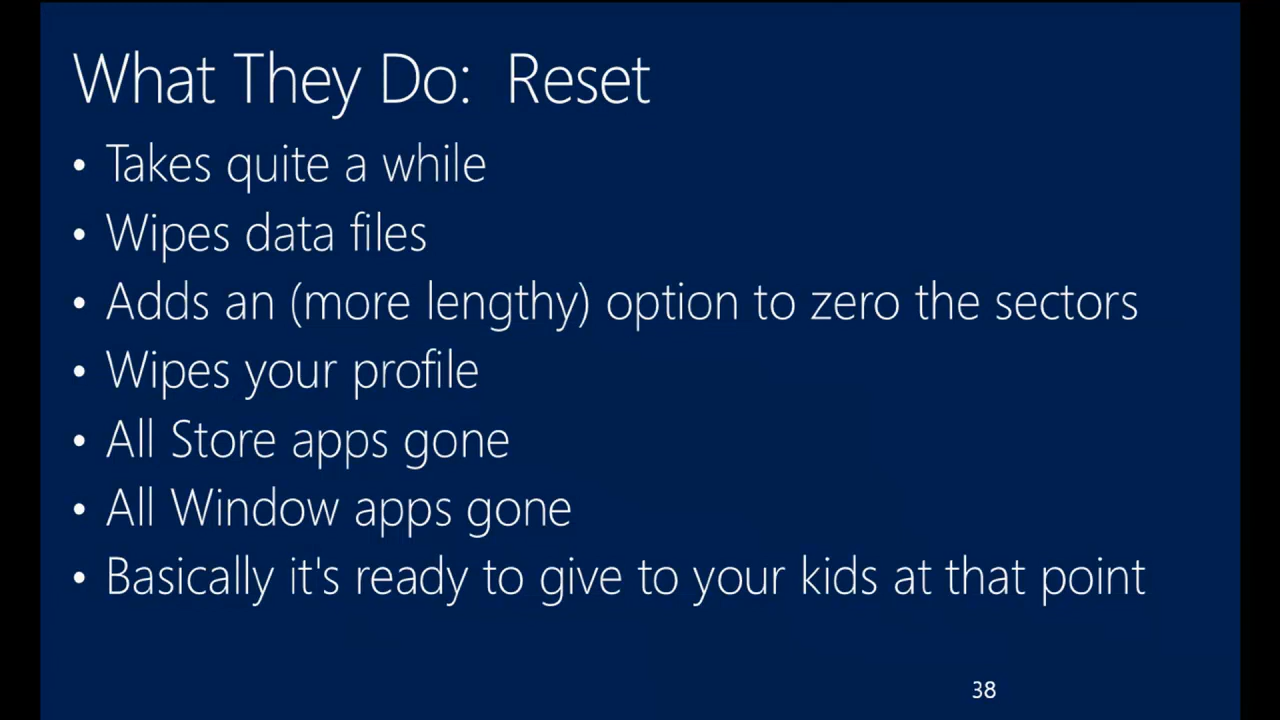 What They Do: Reset
• Takes quite a while
• Wipes data files
• Adds an (more lengthy) option to zero the sectors
• Wipes your profile
• All Store apps gone
• All Window apps gone
• Basically it's ready to give to your kids at that point
38